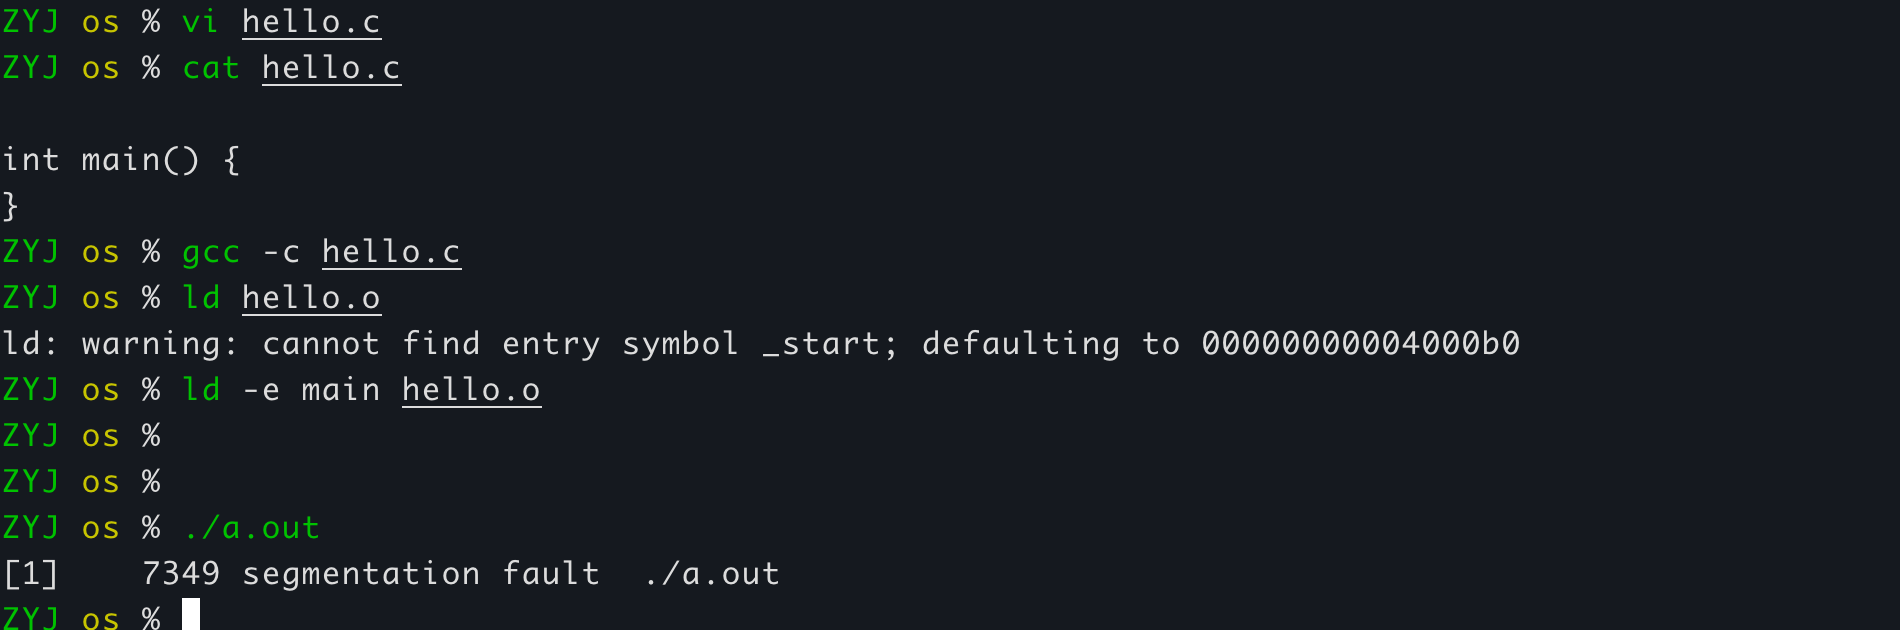 ZYJ os % vi hello.c
ZYJ os % cat hello.c

int main() {
}
ZYJ os % gcc -c hello.c
ZYJ os % ld hello.o
ld: warning: cannot find entry symbol _start; defaulting to 00000000004000b0
ZYJ os % ld -e main hello.o
ZYJ os %
ZYJ os %
ZYJ os % ./a.out
[1]    7349 segmentation fault  ./a.out
ZYJ os %